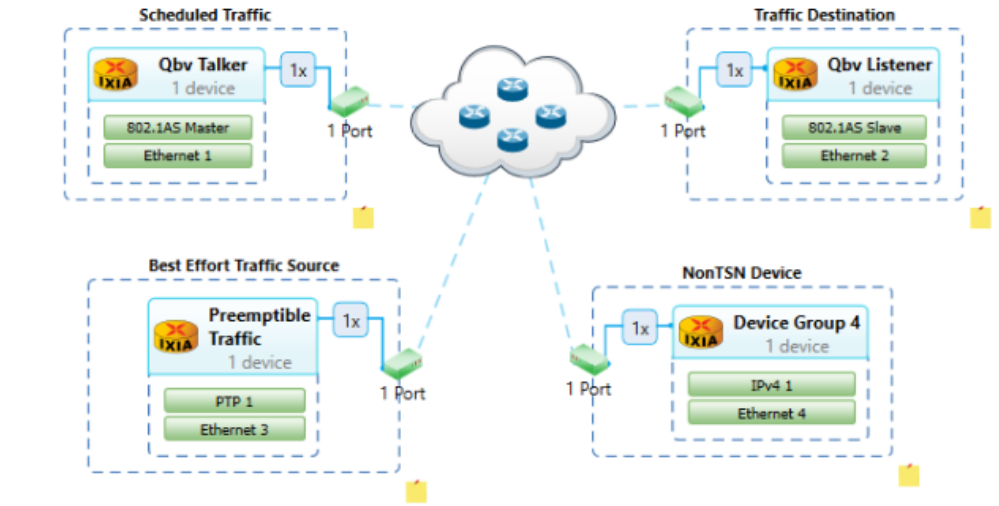 Scheduled Traffic
Traffic Destination
IXIA
Qbv Talker
1 device
1x
1 Port
802.1AS Master
Ethernet 1
1 Port
1x
IXIA
Qbv Listener
1 device
802.1AS Slave
Ethernet 2
Best Effort Traffic Source
NonTSN Device
IXIA
Preemptible
Traffic
1 device
1x
1 Port
PTP 1
Ethernet 3
1 Port
1x
IXIA
Device Group 4
1 device
IPv4 1
Ethernet 4